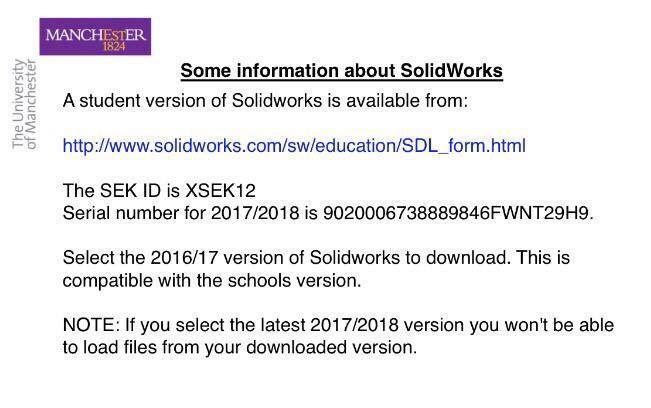 MANCHESTER
1824
The University
of Manchester
Some information about SolidWorks
A student version of Solidworks is available from:
http://www.solidworks.com/sw/education/SDL_form.html
The SEK ID is XSEK12
Serial number for 2017/2018 is 9020006738889846FWNT29H9.
Select the 2016/17 version of Solidworks to download. This is
compatible with the schools version.
NOTE: If you select the latest 2017/2018 version you won't be able
to load files from your downloaded version.